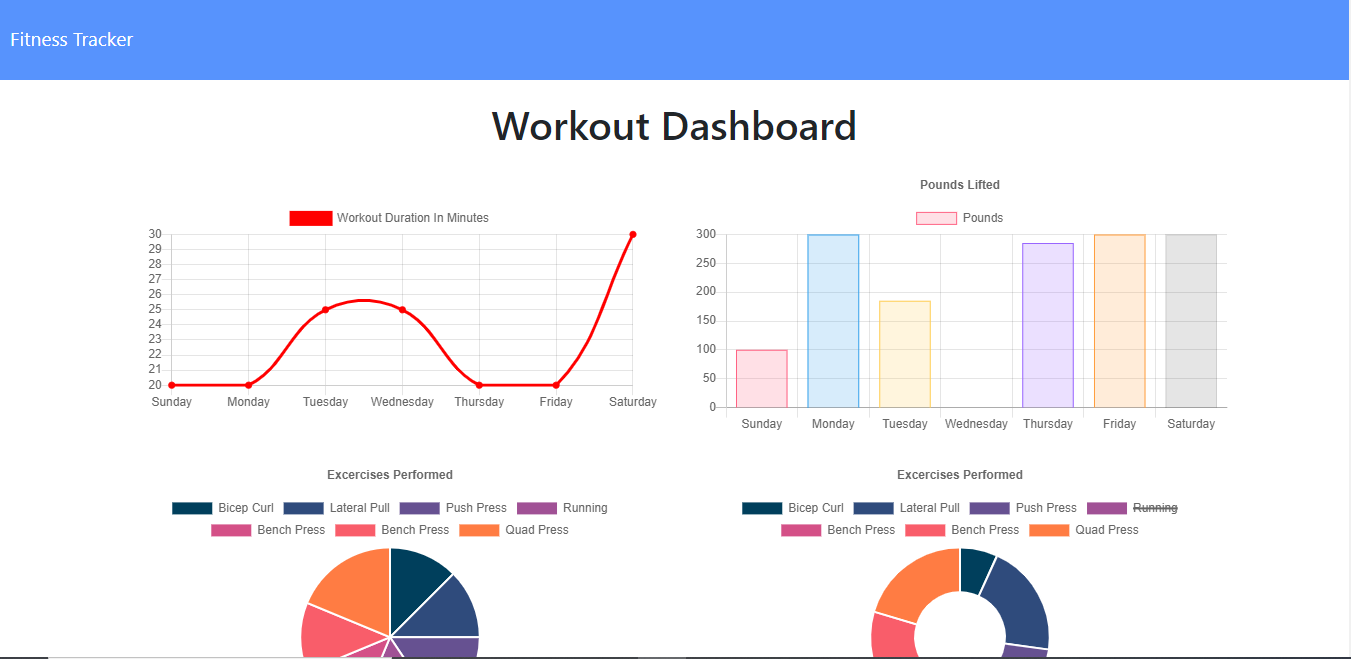 Fitness Tracker
Workout Dashboard
Workout Duration In Minutes
30
29
28
27
26
25
24
23
22
21
20
Sunday Monday Tuesday Wednesday Thursday Friday Saturday
Pounds Lifted
Pounds
300
250
200
150
100
50
0
Sunday Monday Tuesday Wednesday Thursday Friday Saturday
Excercises Performed
Bicep Curl Lateral Pull Push Press Running
Bench Press Bench Press Quad Press
Excercises Performed
Bicep Curl Lateral Pull Push Press Running
Bench Press Bench Press Quad Press